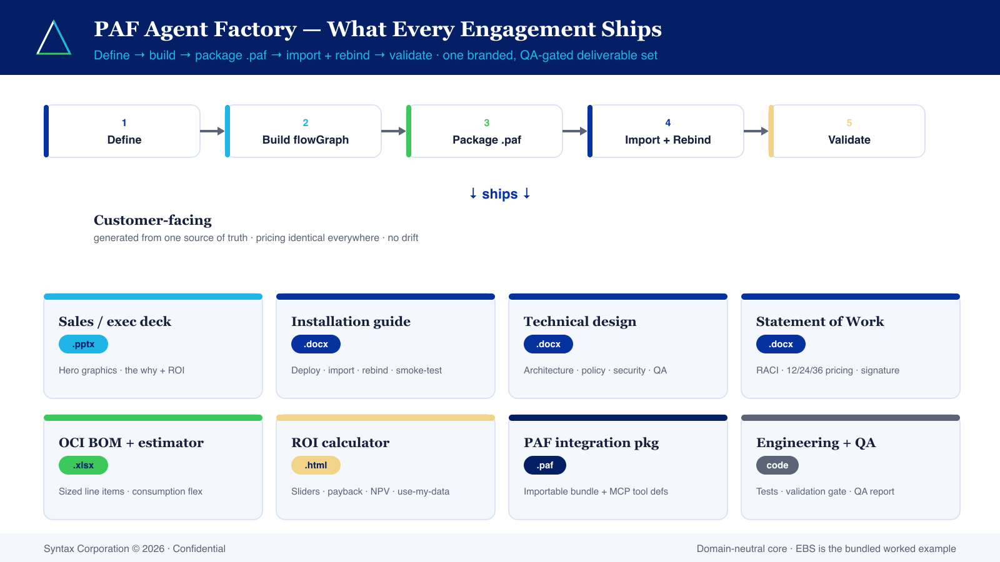 PAF Agent Factory — What Every Engagement Ships
Define → build → package .paf → import + rebind → validate · one branded, QA-gated deliverable set
1
Define
2
Build flowGraph
3
Package .paf
4
Import + Rebind
5
Validate
↓ ships ↓
Customer-facing
generated from one source of truth · pricing identical everywhere · no drift
Sales / exec deck
.pptx
Hero graphics · the why + ROI
Installation guide
.docx
Deploy · import · rebind · smoke-test
Technical design
.docx
Architecture · policy · security · QA
Statement of Work
.docx
RACI · 12/24/36 pricing · signature
OCI BOM + estimator
.xlsx
Sized line items · consumption flex
ROI calculator
.html
Sliders · payback · NPV · use-my-data
PAF integration pkg
.paf
Importable bundle + MCP tool defs
Engineering + QA
code
Tests · validation gate · QA report
Syntax Corporation © 2026 · Confidential
Domain-neutral core · EBS is the bundled worked example